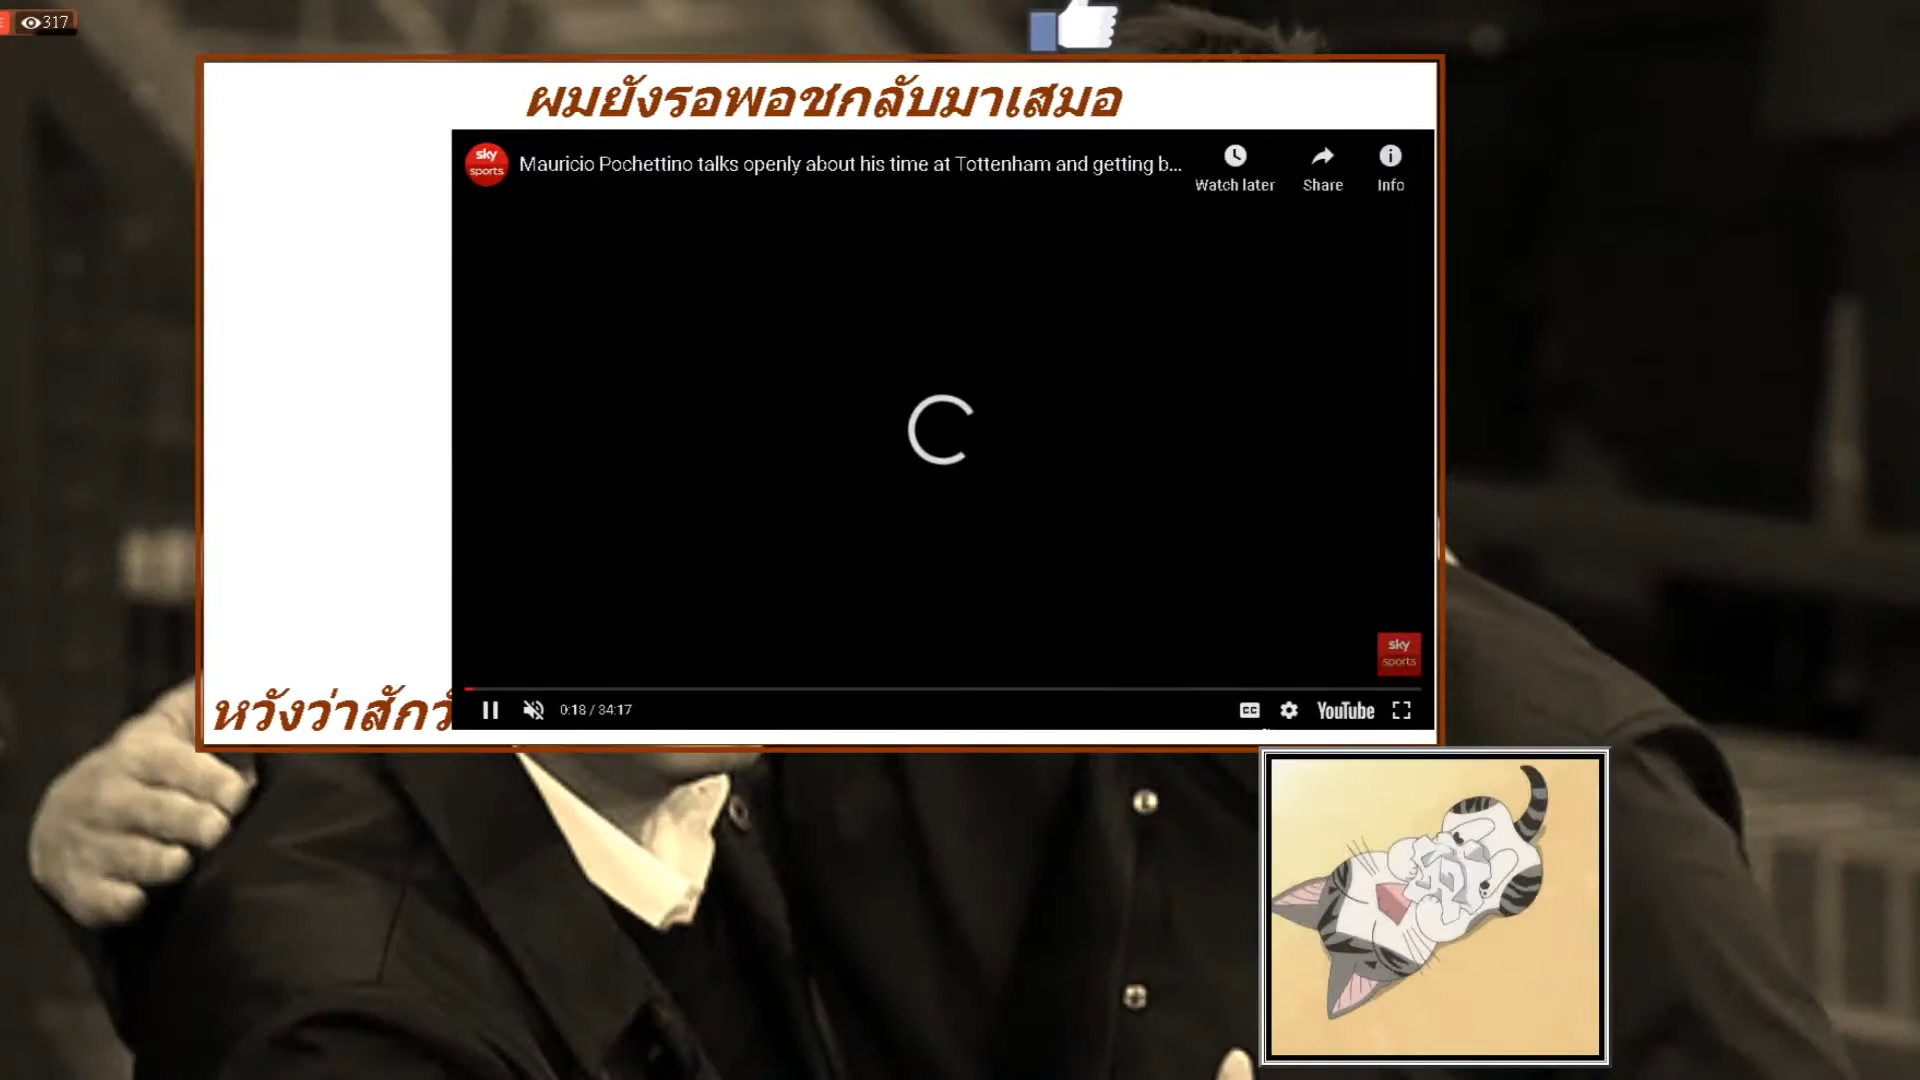 317
ผมยังรอพอชกลับมาเสมอ
sky sports
Mauricio Pochettino talks openly about his time at Tottenham and getting b...
Watch later
Share
Info
sky sports
หวังว่าสัก
0:18 / 34:17
CC
YouTube